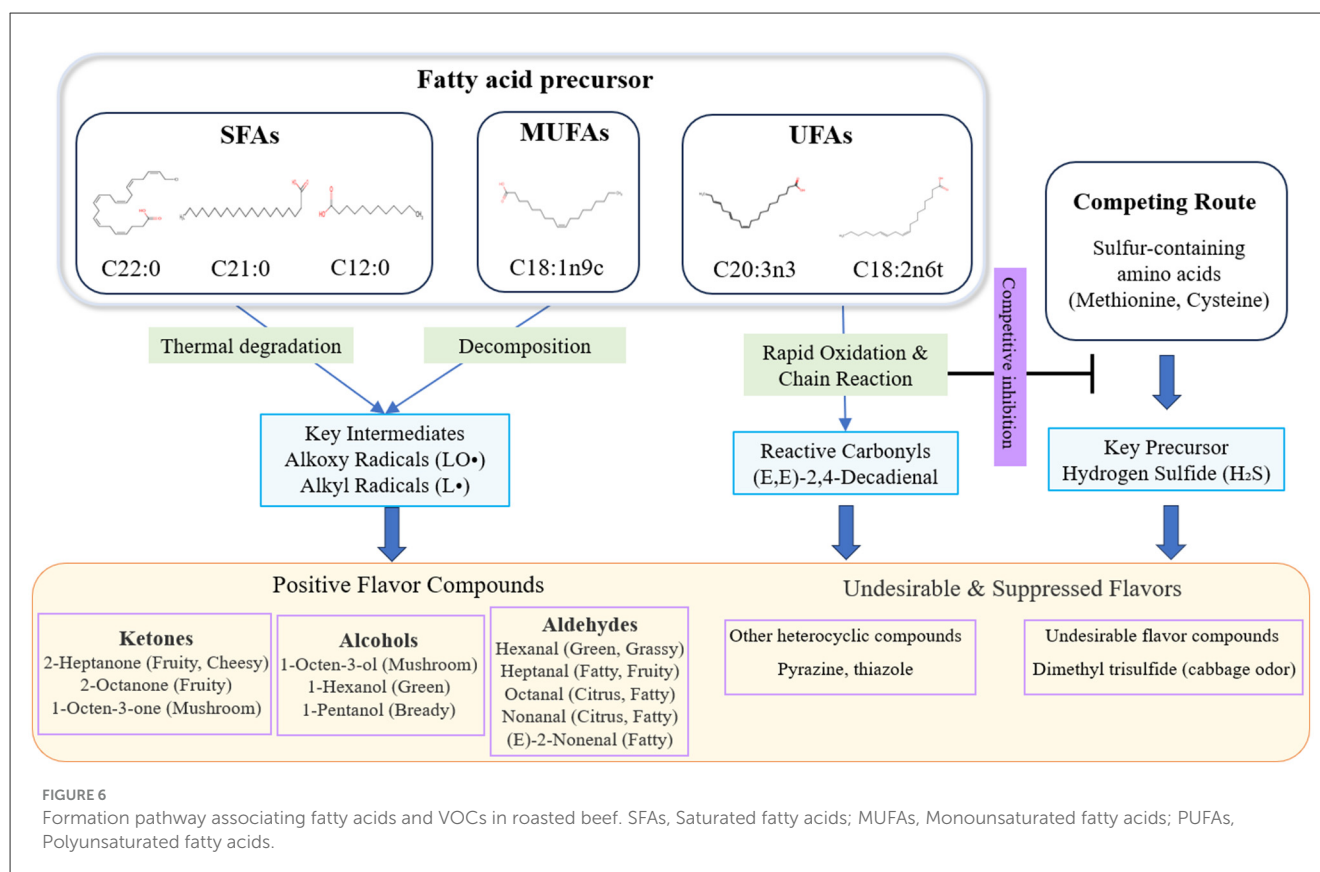 Fatty acid precursor
SFAs
C22:0
C21:0
C12:0
MUFAs
C18:1n9c
UFAs
C20:3n3
C18:2n6t
Competing Route
Sulfur-containing
amino acids
(Methionine, Cysteine)
Thermal degradation
Decomposition
Rapid Oxidation &
Chain Reaction
Competitive inhibition
Key Intermediates
Alkoxy Radicals (LO•)
Alkyl Radicals (L•)
Reactive Carbonyls
(E,E)-2,4-Decadienal
Key Precursor
Hydrogen Sulfide (H₂S)
Positive Flavor Compounds
Ketones
2-Heptanone (Fruity, Cheesy)
2-Octanone (Fruity)
1-Octen-3-one (Mushroom)
Alcohols
1-Octen-3-ol (Mushroom)
1-Hexanol (Green)
1-Pentanol (Bready)
Aldehydes
Hexanal (Green, Grassy)
Heptanal (Fatty, Fruity)
Octanal (Citrus, Fatty)
Nonanal (Citrus, Fatty)
(E)-2-Nonenal (Fatty)
Undesirable & Suppressed Flavors
Other heterocyclic compounds
Pyrazine, thiazole
Undesirable flavor compounds
Dimethyl trisulfide (cabbage odor)
FIGURE 6
Formation pathway associating fatty acids and VOCs in roasted beef. SFAs, Saturated fatty acids; MUFAs, Monounsaturated fatty acids; PUFAs,
Polyunsaturated fatty acids.